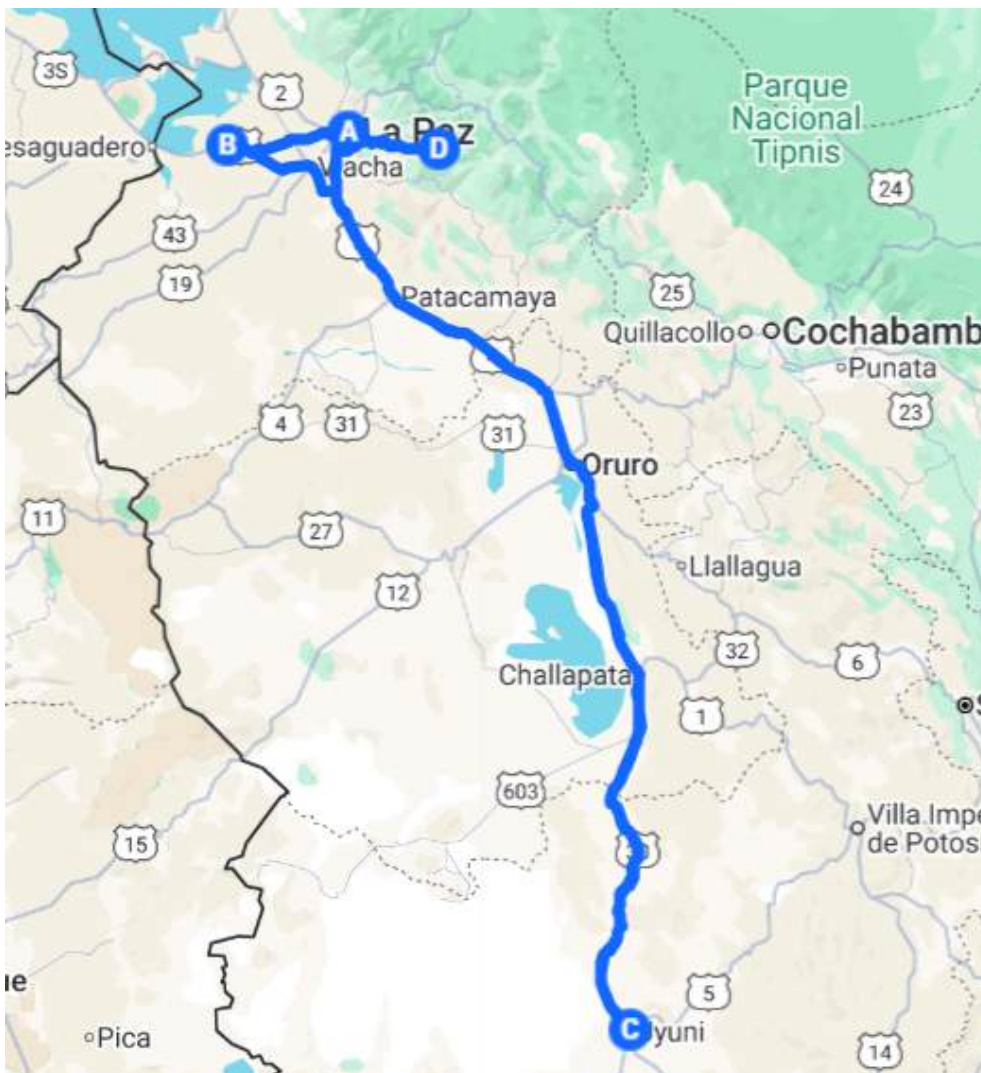 3S
2
Parque
Nacional
Tipnis
A
La Paz
B
D
esaguadero
Viacha
24
43
19
25
Patacamaya
Quillacollo
Cochabamb
Punata
23
4
31
31
Oruro
11
27
Llallagua
12
32
6
Challapata
1
S
603
Villa Impe
de Potos
15
ue
5
C
yuni
Pica
14